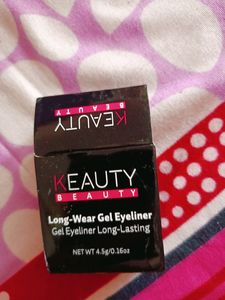 KEAUTY
BEAUTY
KEAUTY
BEAUTY
Long-Wear Gel Eyeliner
Gel Eyeliner Long-Lasting
NET WT 4.5g/0.16oz